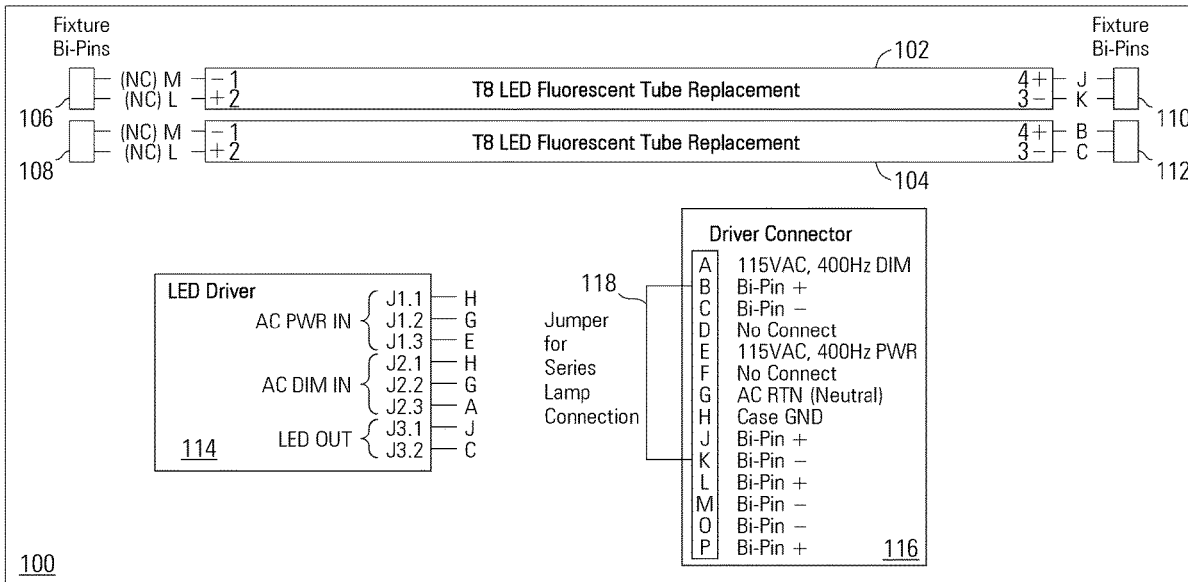 Fixture
Bi-Pins
Fixture
Bi-Pins
102
(NC) M
− 1
T8 LED Fluorescent Tube Replacement
4 +
J
(NC) L
+ 2
3 −
K
106
110
(NC) M
− 1
T8 LED Fluorescent Tube Replacement
4 +
B
(NC) L
+ 2
3 −
C
108
112
104
LED Driver
AC PWR IN
J1.1
H
J1.2
G
J1.3
E
AC DIM IN
J2.1
H
J2.2
G
J2.3
A
LED OUT
J3.1
J
J3.2
C
114
118
Jumper
for
Series
Lamp
Connection
Driver Connector
A 115VAC, 400Hz DIM
B Bi-Pin +
C Bi-Pin −
D No Connect
E 115VAC, 400Hz PWR
F No Connect
G AC RTN (Neutral)
H Case GND
J Bi-Pin +
K Bi-Pin −
L Bi-Pin +
M Bi-Pin −
O Bi-Pin −
P Bi-Pin +
116
100